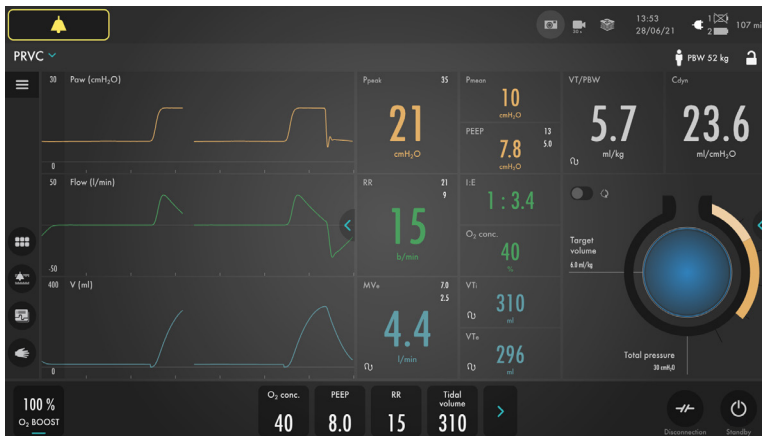 13:53
28/06/21
1
2
107 mi
PRVC
PBW 52 kg
30 Paw (cmH₂O)
0
50 Flow (l/min)
-50
400 V (ml)
0
Ppeak 35
21
cmH₂O
Pmean
10
cmH₂O
PEEP 13
5.0
7.8
cmH₂O
VT/PBW
5.7
ml/kg
Cdyn
23.6
ml/cmH₂O
RR 21
9
15
b/min
I:E
1 : 3.4
O₂ conc.
40
%
MVe 7.0
2.5
4.4
l/min
VTi
310
ml
VTe
296
ml
Target
volume
6.0 ml/kg
Total pressure
30 cmH₂O
100 %
O₂ BOOST
O₂ conc.
40
PEEP
8.0
RR
15
Tidal
volume
310
Disconnection
Standby